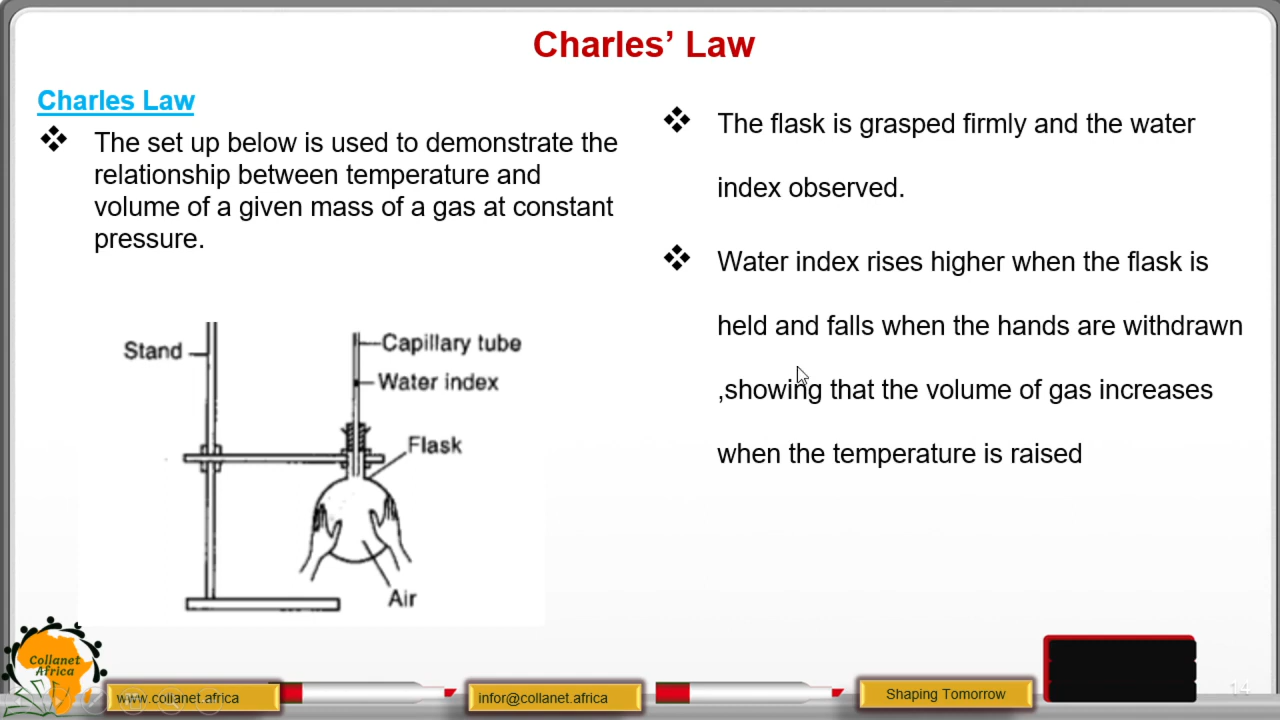 Charles’ Law
Charles Law
The set up below is used to demonstrate the
relationship between temperature and
volume of a given mass of a gas at constant
pressure.
Stand
Capillary tube
Water index
Flask
Air
The flask is grasped firmly and the water
index observed.
Water index rises higher when the flask is
held and falls when the hands are withdrawn
,showing that the volume of gas increases
when the temperature is raised
Collanet
Africa
www.collanet.africa
infor@collanet.africa
Shaping Tomorrow
14